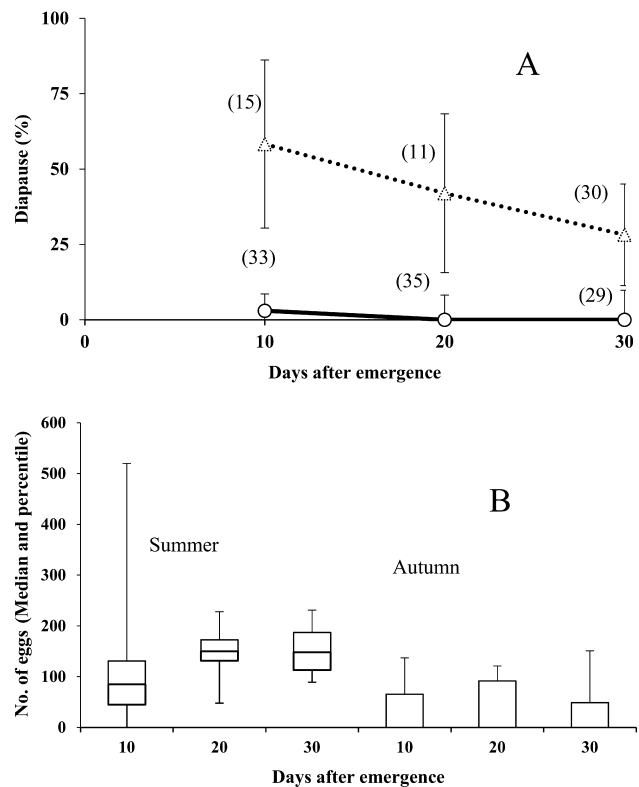 100
A
75
(15)
(11)
Diapause (%)
50
(30)
(33)
25
(35)
(29)
0
0 10 20 30
Days after emergence
600
500
B
No. of eggs (Median and percentile)
400
Summer
Autumn
300
200
100
0
10 20 30 10 20 30
Days after emergence